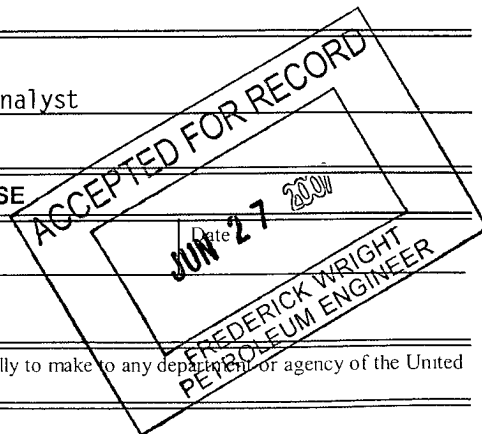 nalyst
ACCEPTED FOR RECORD
SE
JUN 27 2007
Date
FREDERICK WRIGHT
PETROLEUM ENGINEER
lly to make to any department or agency of the United